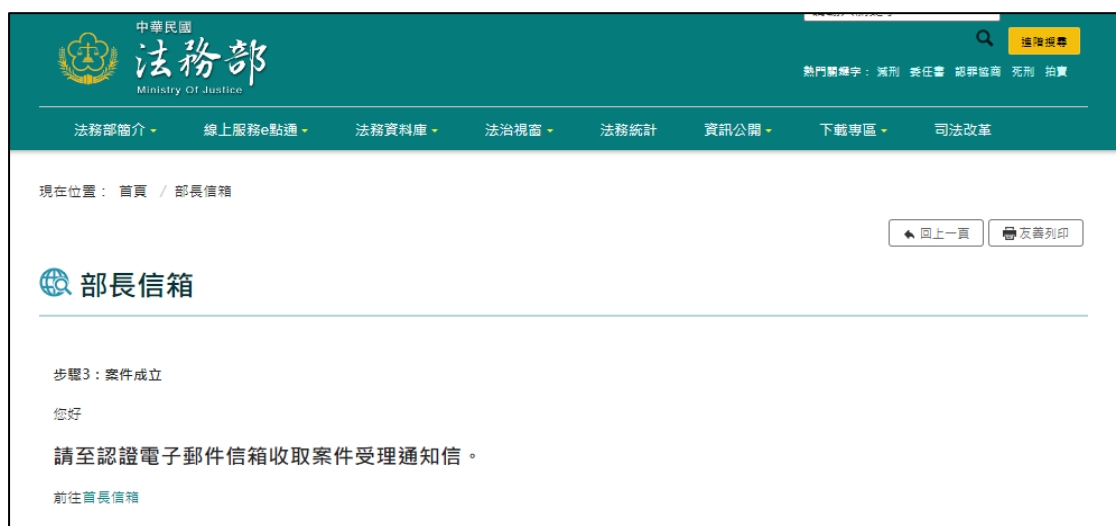 中華民國
法務部
Ministry Of Justice
進階搜尋
熱門關鍵字： 減刑 委任書 認罪協商 死刑 拍賣
法務部簡介 線上服務e點通 法務資料庫 法治視窗 法務統計 資訊公開 下載專區 司法改革
現在位置： 首頁 / 部長信箱
回上一頁 友善列印
部長信箱
步驟3：案件成立
您好
請至認證電子郵件信箱收取案件受理通知信。
前往首長信箱